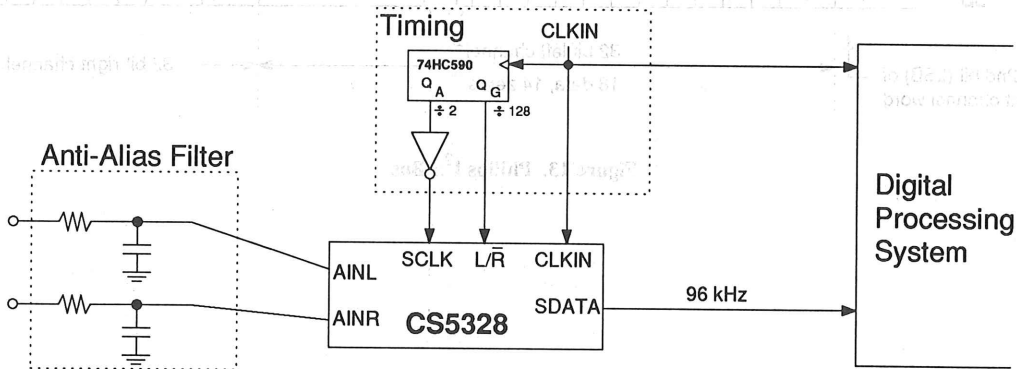 Timing
CLKIN
74HC590
Q A Q G
÷ 2 ÷ 128
Anti-Alias Filter
SCLK L/R̅ CLKIN
AINL
AINR
SDATA
CS5328
96 kHz
Digital
Processing
System